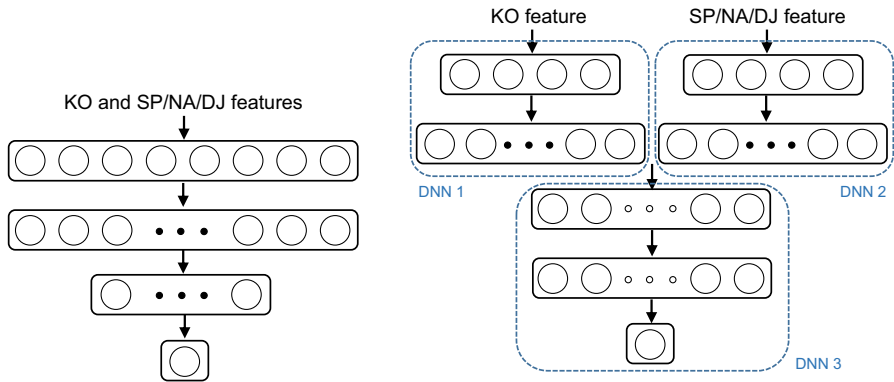 KO and SP/NA/DJ features
KO feature
SP/NA/DJ feature
DNN 1
DNN 2
DNN 3